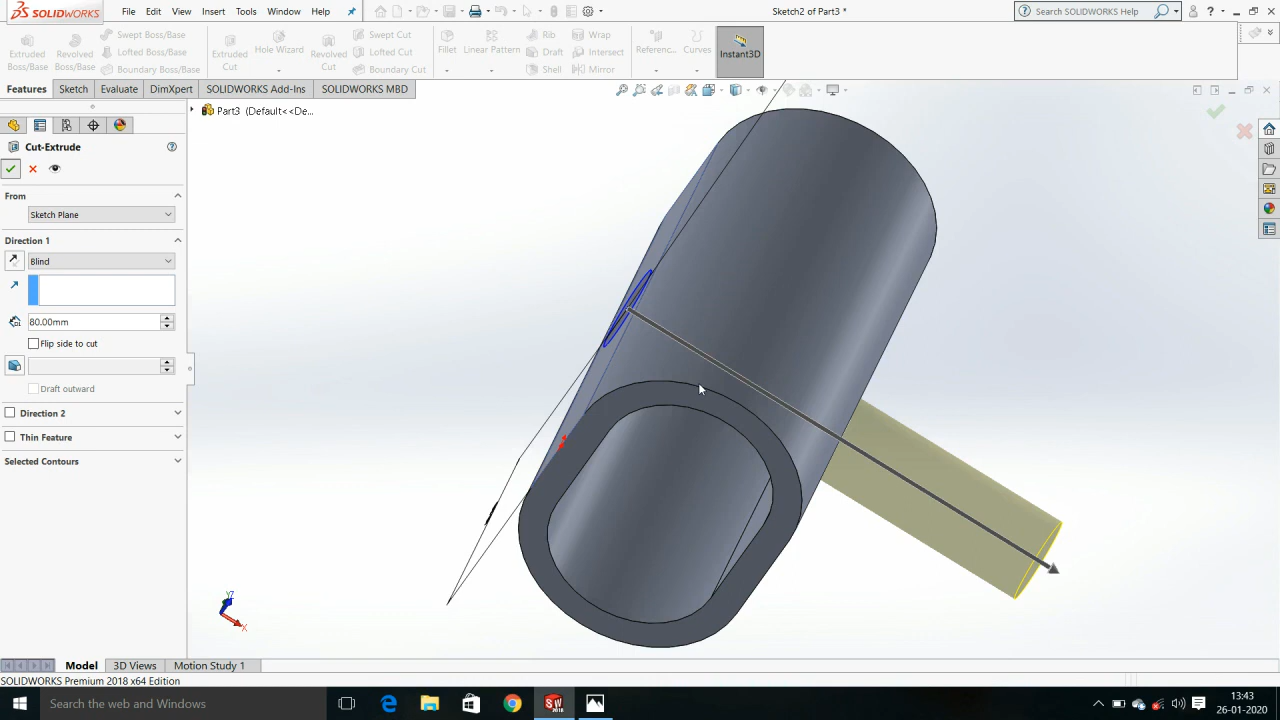 SOLIDWORKS File Edit View Insert Tools Window Help Sketch2 of Part3 * Search SOLIDWORKS Help
Extruded Boss/Base Revolved Boss/Base Swept Boss/Base Lofted Boss/Base Boundary Boss/Base Extruded Cut Hole Wizard Revolved Cut Swept Cut Lofted Cut Boundary Cut Fillet Linear Pattern Rib Draft Shell Wrap Intersect Mirror Referenc... Curves Instant3D
Features Sketch Evaluate DimXpert SOLIDWORKS Add-Ins SOLIDWORKS MBD
Part3 (Default<<De...
Cut-Extrude
From
Sketch Plane
Direction 1
Blind
80.00mm
Flip side to cut
Draft outward
Direction 2
Thin Feature
Selected Contours
Model 3D Views Motion Study 1
SOLIDWORKS Premium 2018 x64 Edition
Search the web and Windows
13:43
26-01-2020